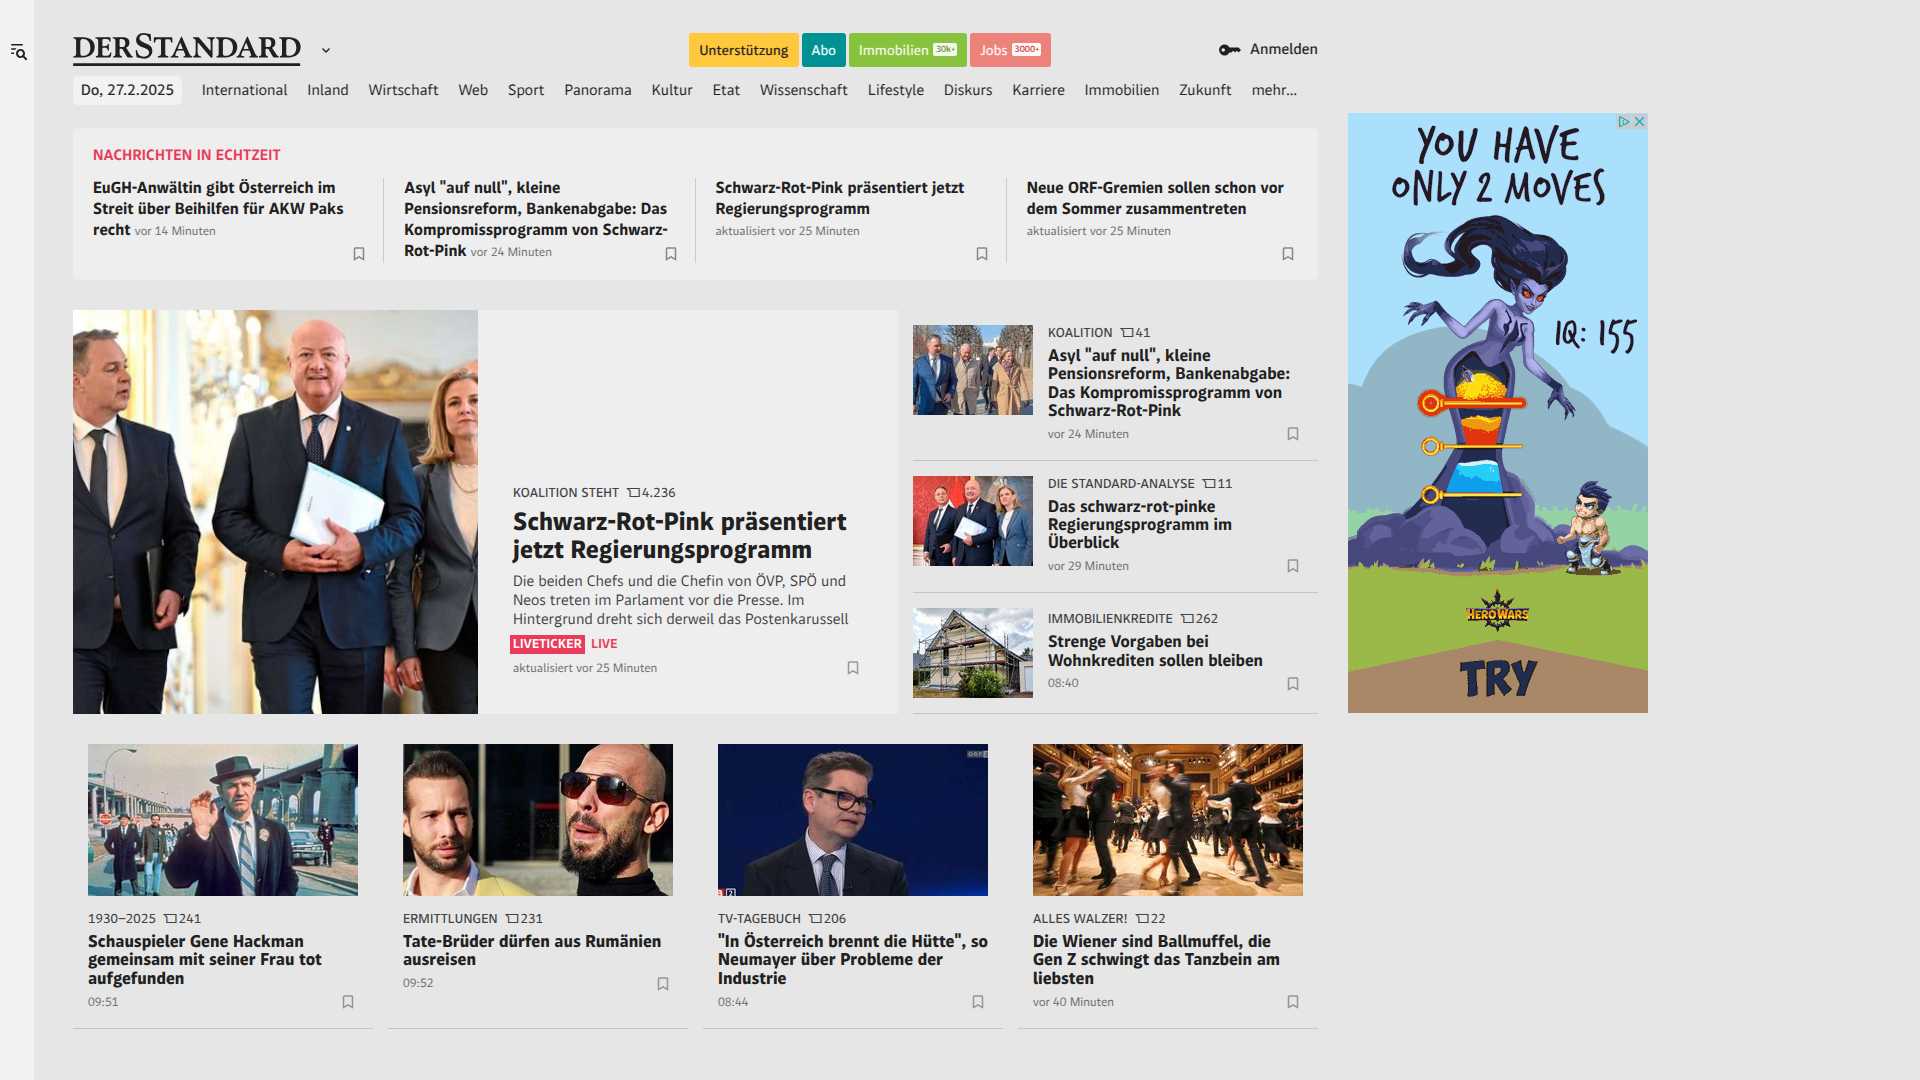 DERSTANDARD
Unterstützung
Abo
Immobilien 30k+
Jobs 3000+
Anmelden
Do, 27.2.2025
International
Inland
Wirtschaft
Web
Sport
Panorama
Kultur
Etat
Wissenschaft
Lifestyle
Diskurs
Karriere
Immobilien
Zukunft
mehr...
NACHRICHTEN IN ECHTZEIT
EuGH-Anwältin gibt Österreich im
Streit über Beihilfen für AKW Paks
recht vor 14 Minuten
Asyl "auf null", kleine
Pensionsreform, Bankenabgabe: Das
Kompromissprogramm von Schwarz-
Rot-Pink vor 24 Minuten
Schwarz-Rot-Pink präsentiert jetzt
Regierungsprogramm
aktualisiert vor 25 Minuten
Neue ORF-Gremien sollen schon vor
dem Sommer zusammentreten
aktualisiert vor 25 Minuten
KOALITION STEHT 4.236
Schwarz-Rot-Pink präsentiert
jetzt Regierungsprogramm
Die beiden Chefs und die Chefin von ÖVP, SPÖ und
Neos treten im Parlament vor die Presse. Im
Hintergrund dreht sich derweil das Postenkarussell
LIVETICKER LIVE
aktualisiert vor 25 Minuten
KOALITION 41
Asyl "auf null", kleine
Pensionsreform, Bankenabgabe:
Das Kompromissprogramm von
Schwarz-Rot-Pink
vor 24 Minuten
DIE STANDARD-ANALYSE 11
Das schwarz-rot-pinke
Regierungsprogramm im
Überblick
vor 29 Minuten
IMMOBILIENKREDITE 262
Strenge Vorgaben bei
Wohnkrediten sollen bleiben
08:40
YOU HAVE
ONLY 2 MOVES
IQ: 155
HERO WARS
TRY
1930–2025 241
Schauspieler Gene Hackman
gemeinsam mit seiner Frau tot
aufgefunden
09:51
ERMITTLUNGEN 231
Tate-Brüder dürfen aus Rumänien
ausreisen
09:52
TV-TAGEBUCH 206
"In Österreich brennt die Hütte", so
Neumayer über Probleme der
Industrie
08:44
ALLES WALZER! 22
Die Wiener sind Ballmuffel, die
Gen Z schwingt das Tanzbein am
liebsten
vor 40 Minuten